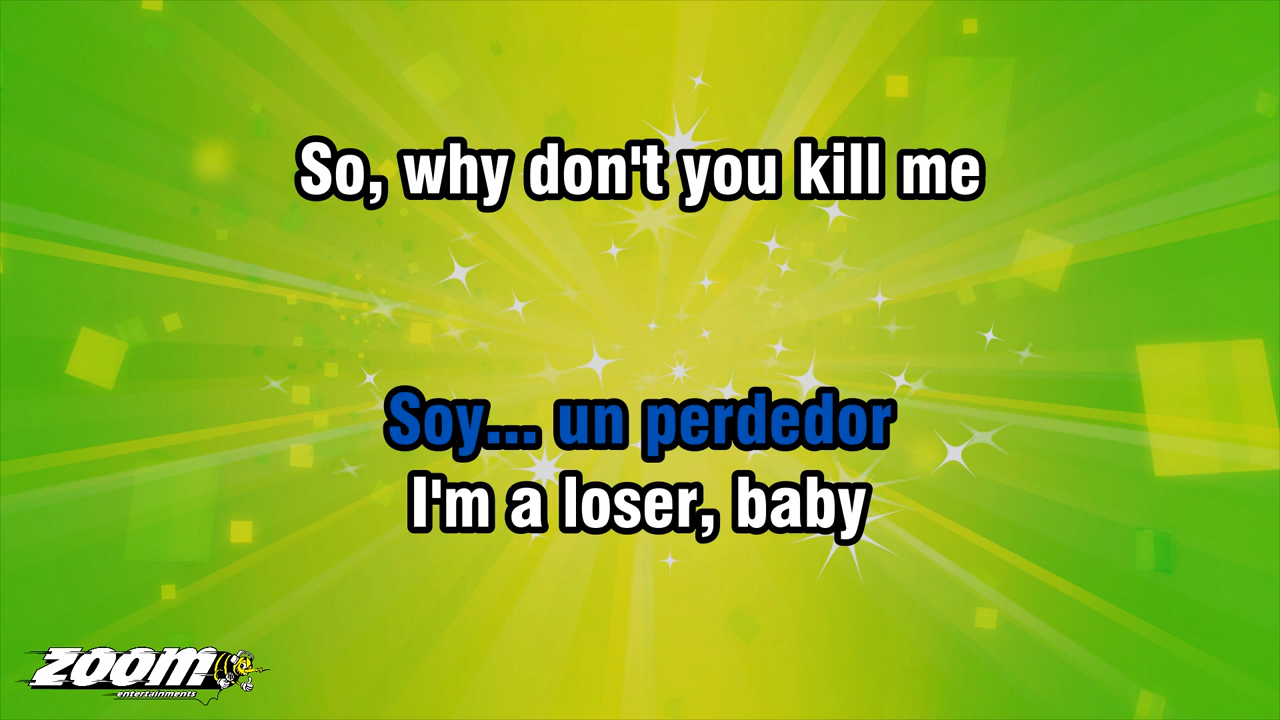 So, why don't you kill me
Soy... un perdedor
I'm a loser, baby
zoom
entertainments